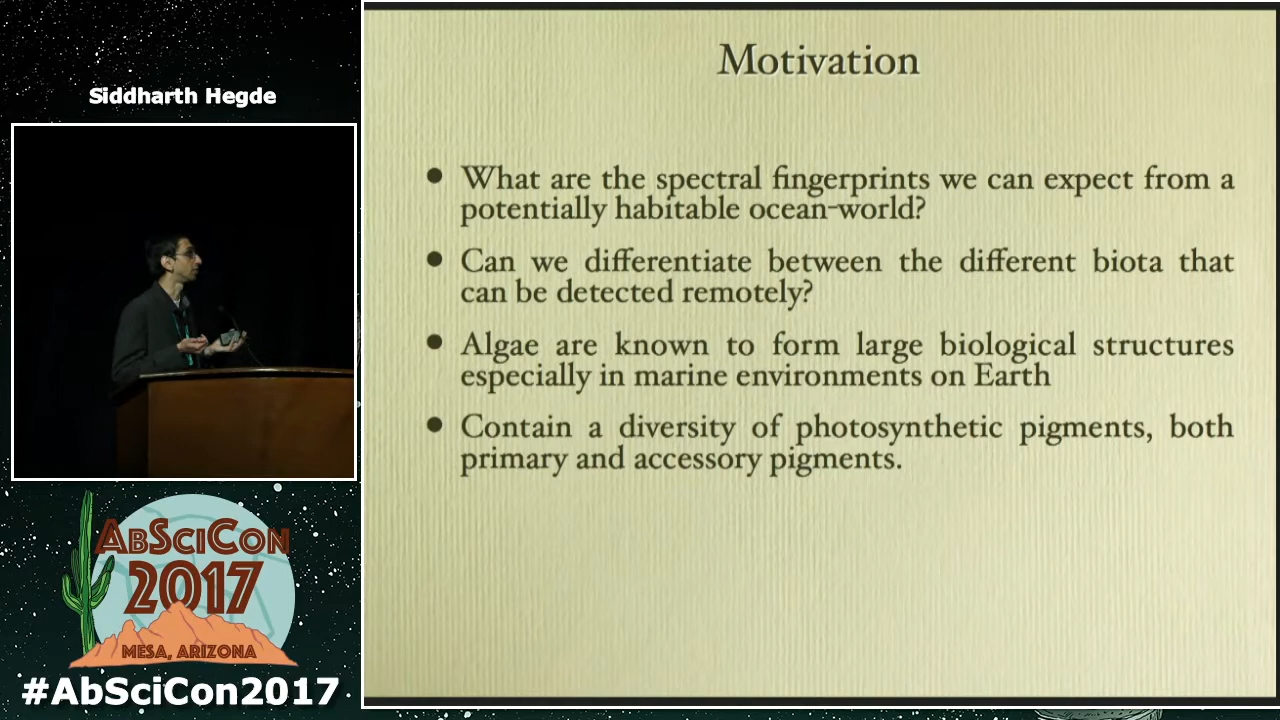 Siddharth Hegde
Motivation
• What are the spectral fingerprints we can expect from a
potentially habitable ocean-world?
• Can we differentiate between the different biota that
can be detected remotely?
• Algae are known to form large biological structures
especially in marine environments on Earth
• Contain a diversity of photosynthetic pigments, both
primary and accessory pigments.
ABSCICON
2017
MESA, ARIZONA
#AbSciCon2017